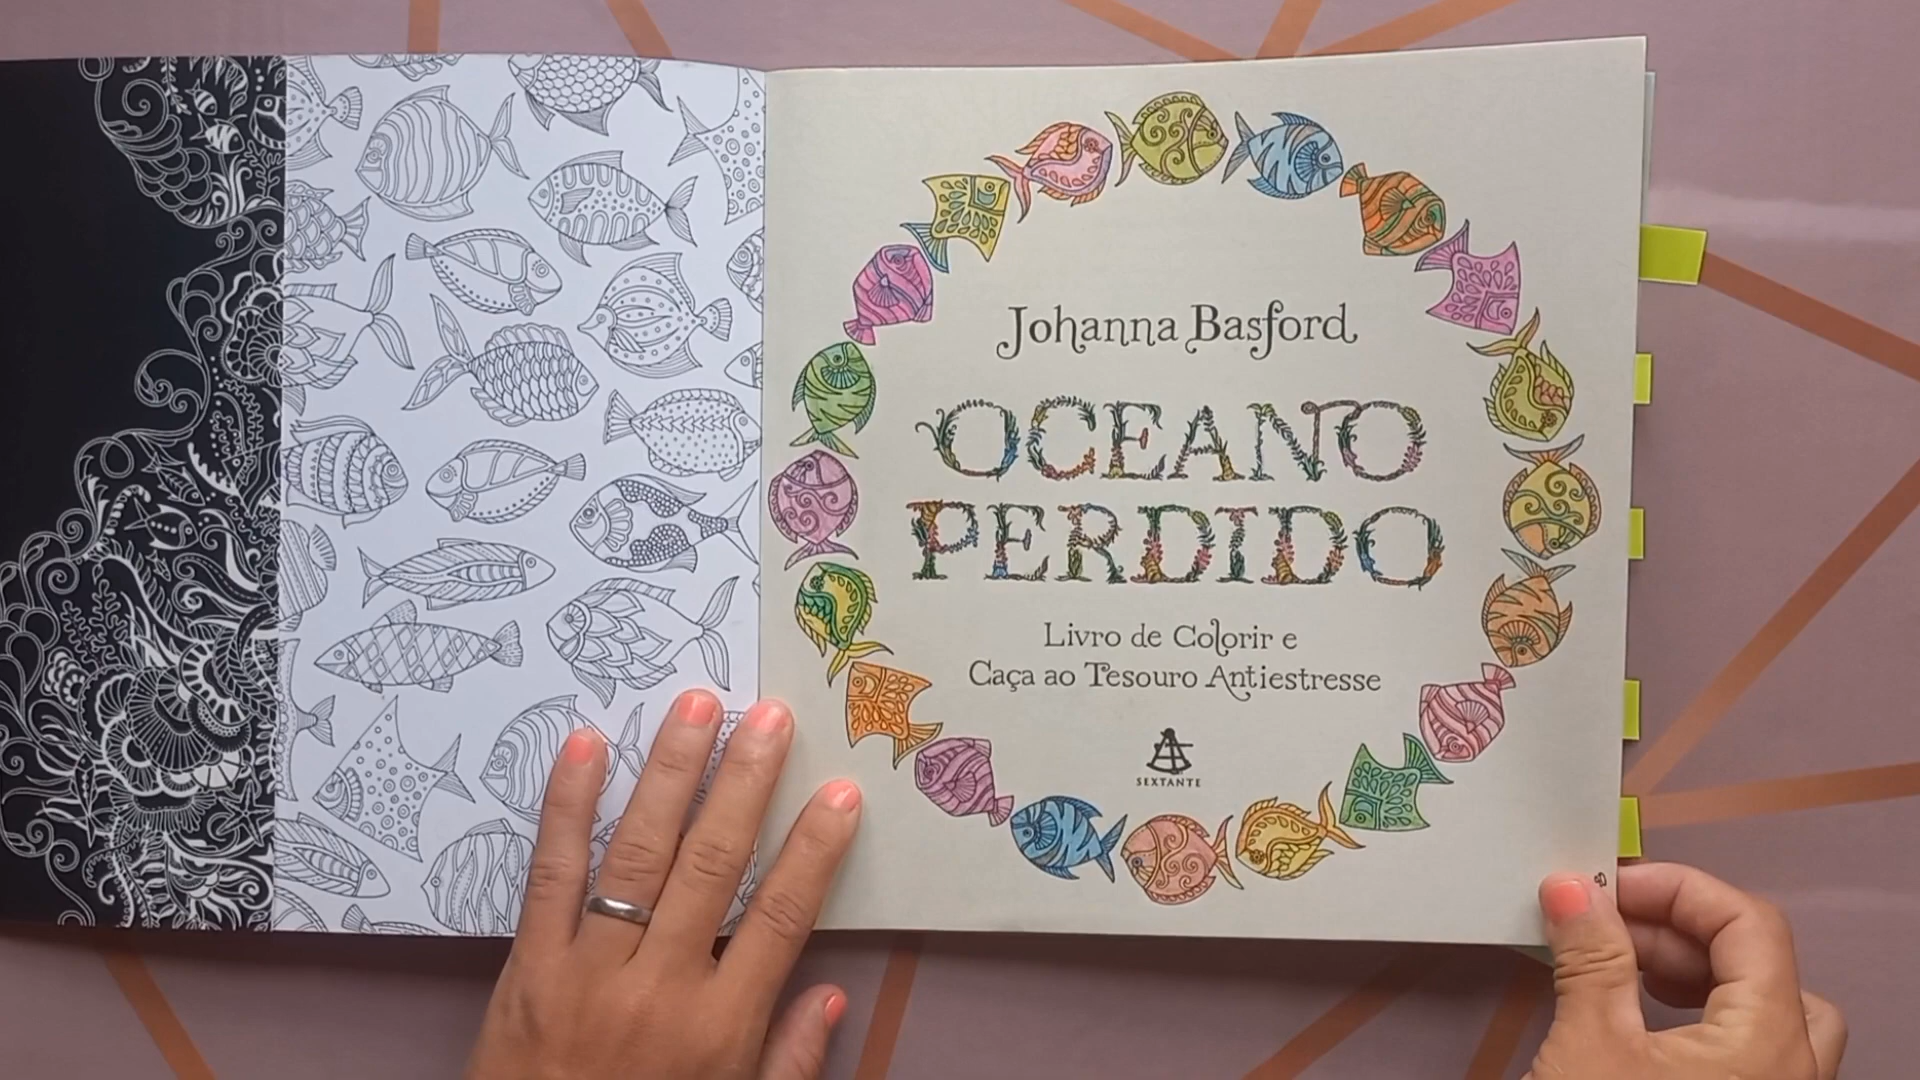 Johanna Basford
OCEANO
PERDIDO
Livro de Colorir e
Caça ao Tesouro Antiestresse
SEXTANTE